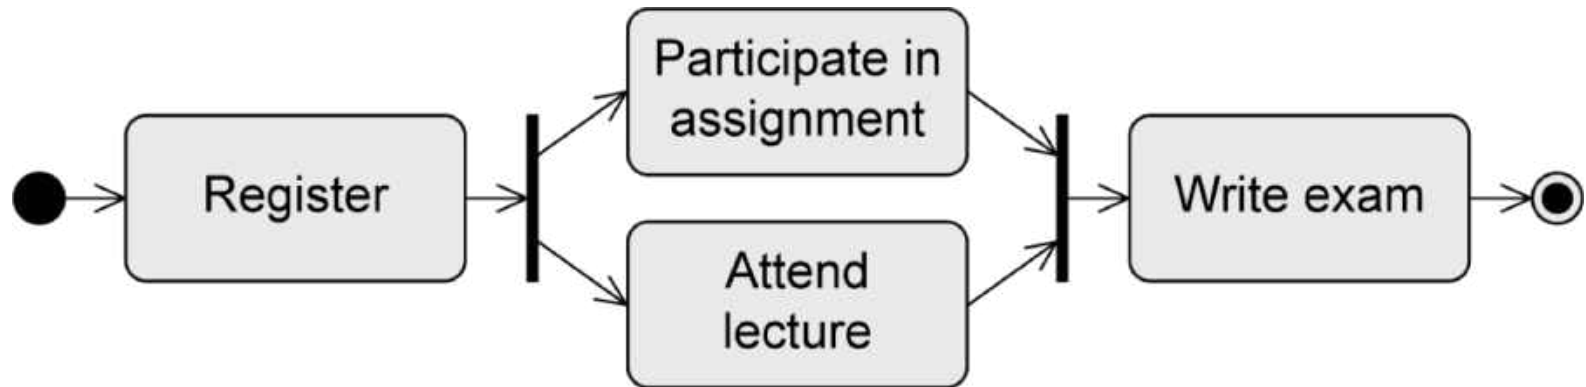 Register
Participate in
assignment
Attend
lecture
Write exam